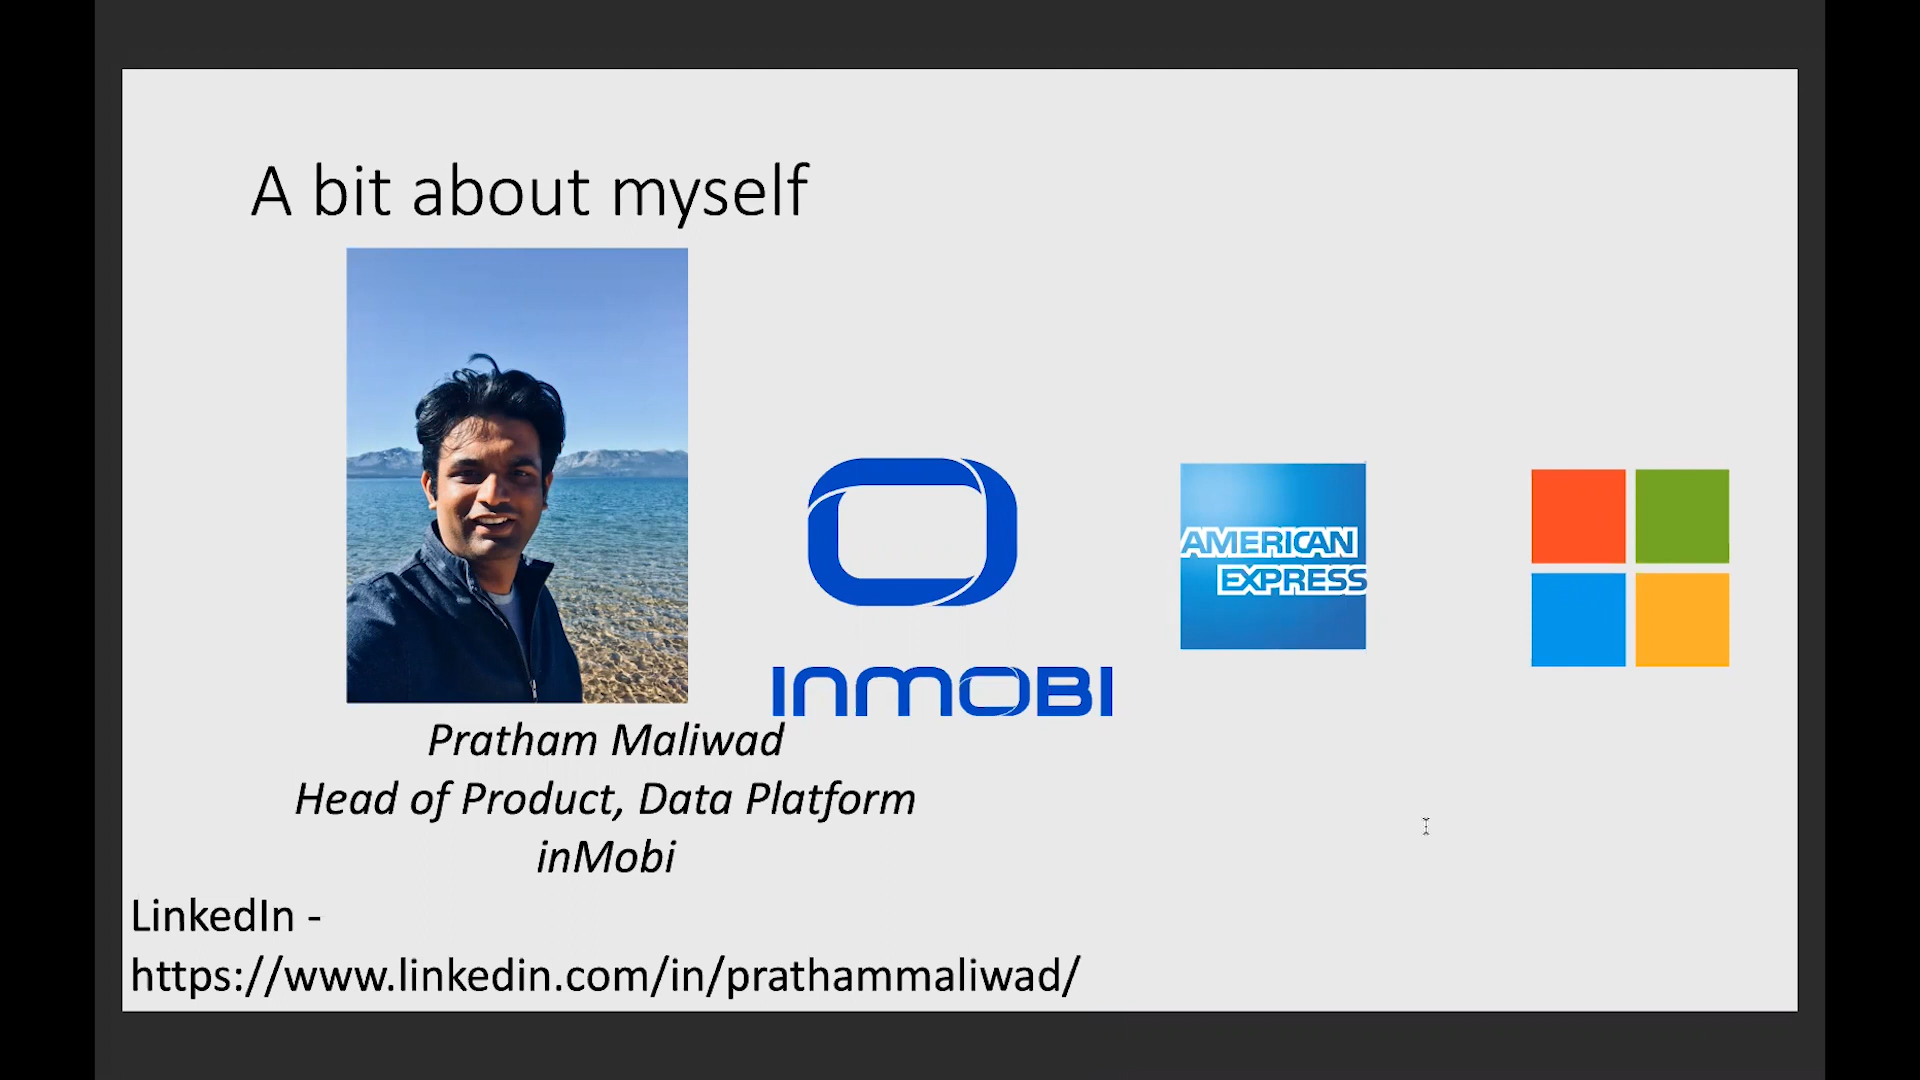 A bit about myself
INMOBI
AMERICAN
EXPRESS
Pratham Maliwad
Head of Product, Data Platform
inMobi
LinkedIn -
https://www.linkedin.com/in/prathammaliwad/